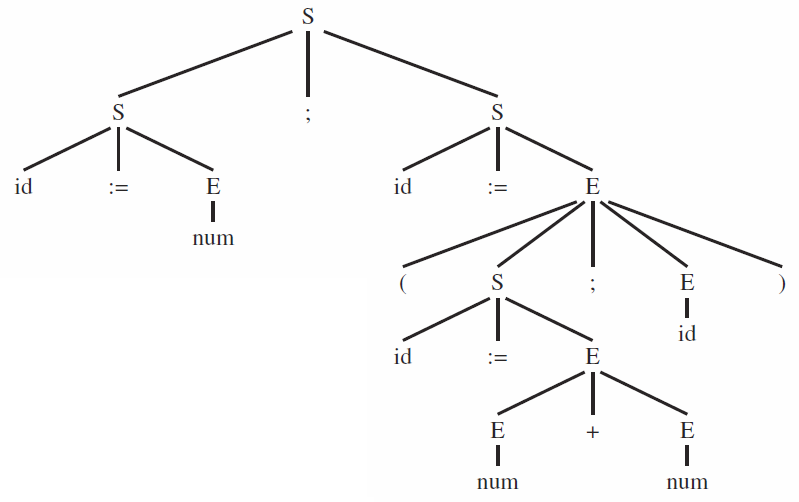 S
S ; S
id := E id := E
num
( S ; E )
id
id := E
E + E
num num